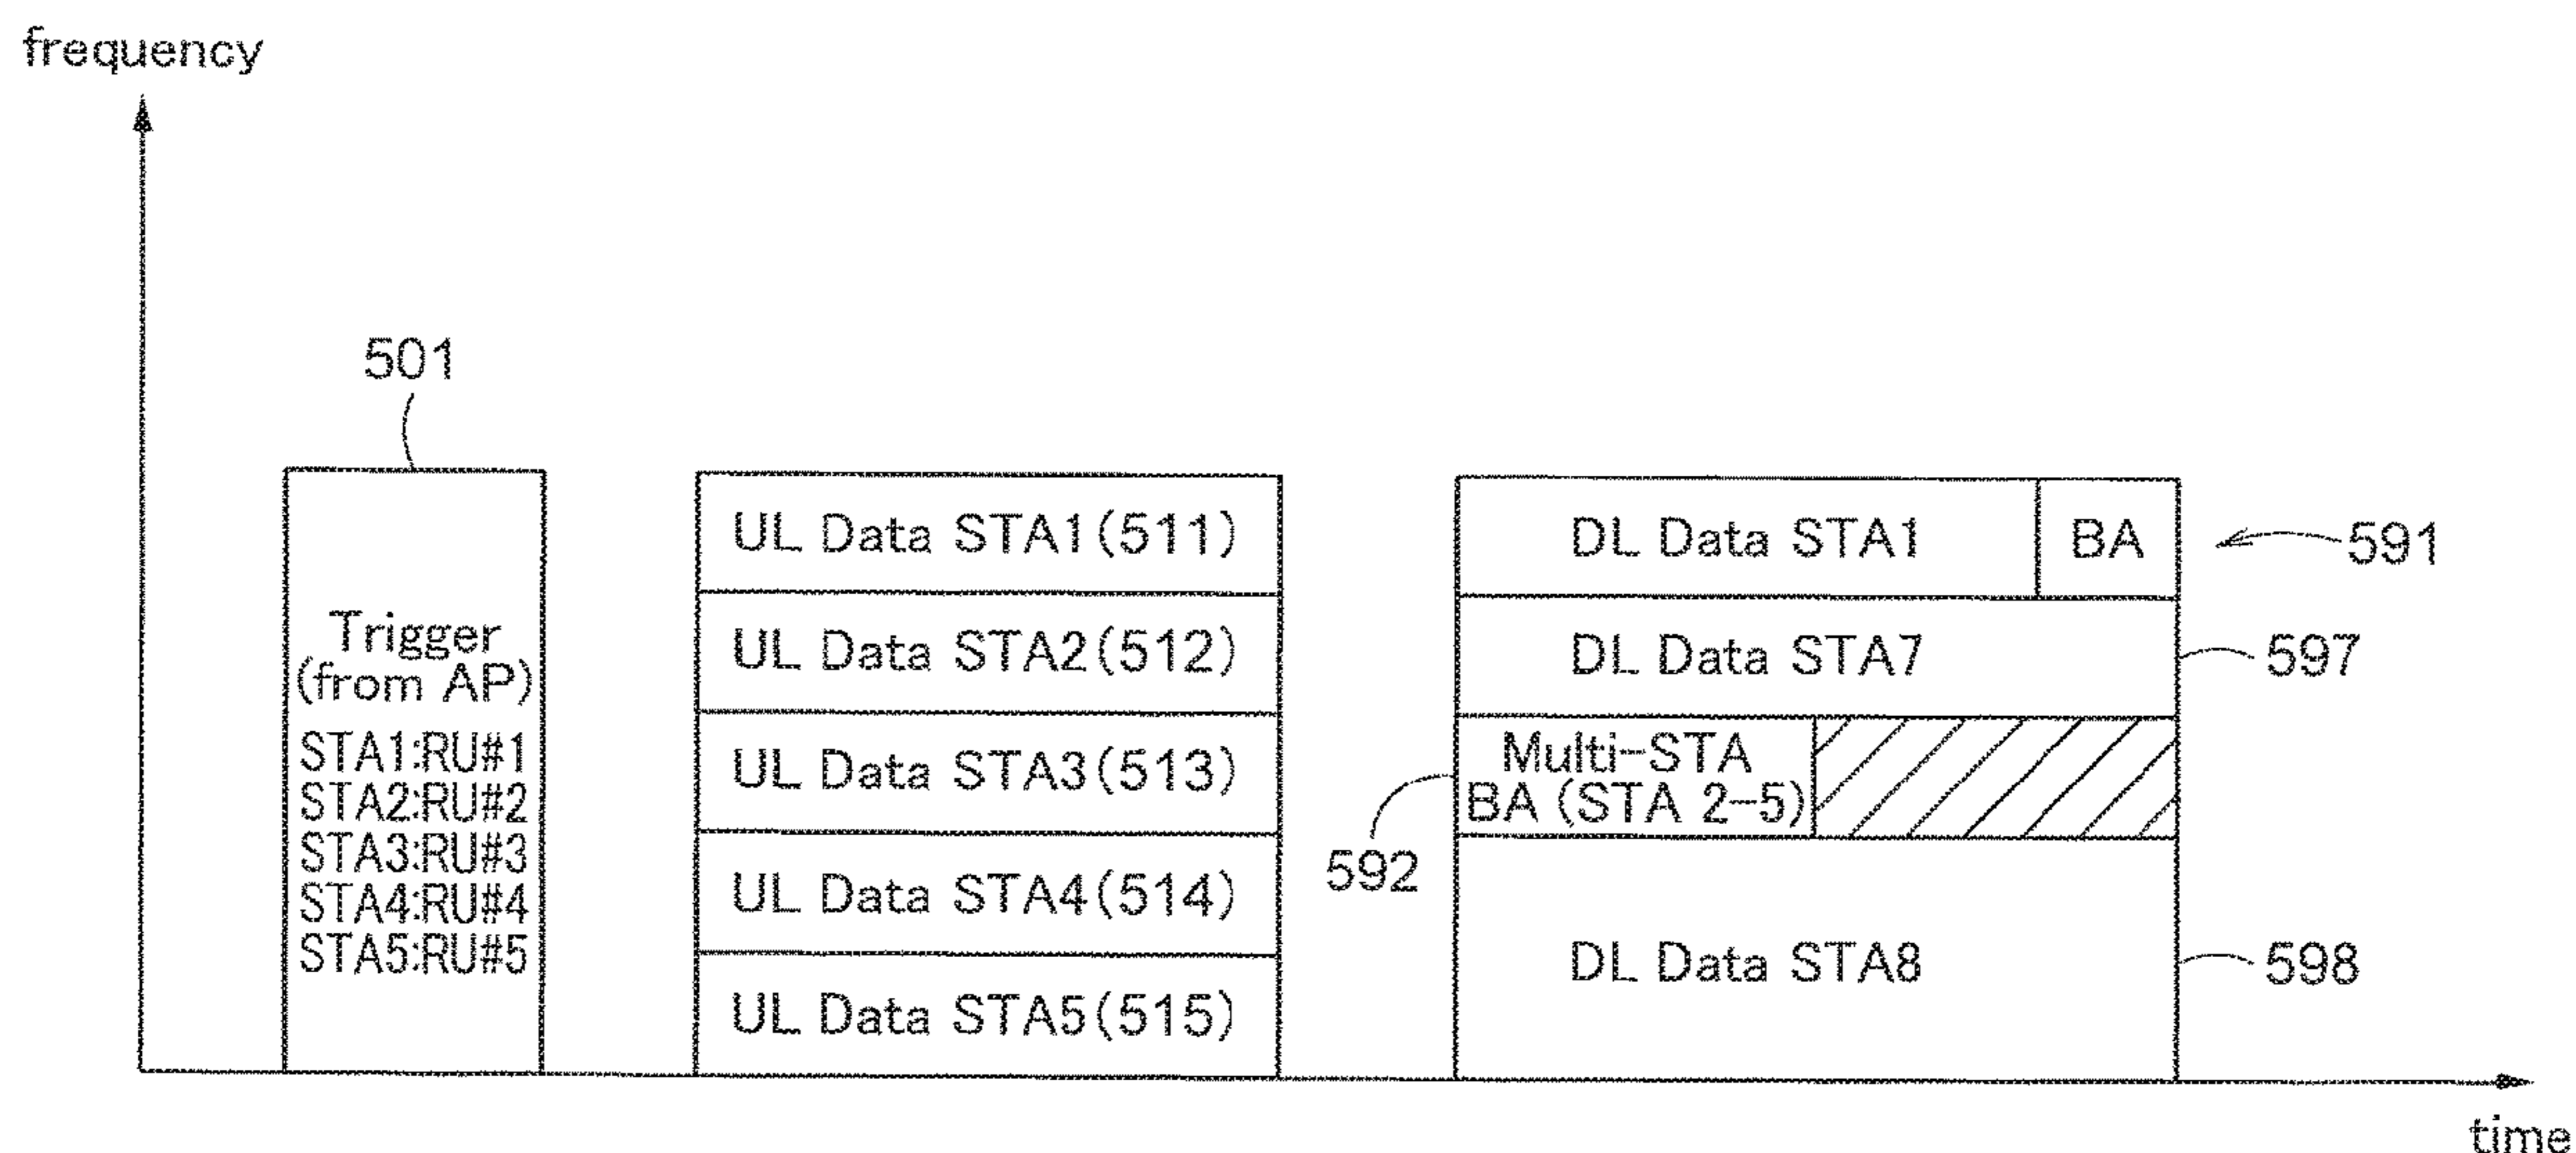 frequency
501
Trigger
(from AP)
STA1:RU#1
STA2:RU#2
STA3:RU#3
STA4:RU#4
STA5:RU#5
UL Data STA1(511)
UL Data STA2(512)
UL Data STA3(513)
UL Data STA4(514)
UL Data STA5(515)
DL Data STA1
BA
591
DL Data STA7
597
Multi-STA
BA (STA 2-5)
592
DL Data STA8
598
time